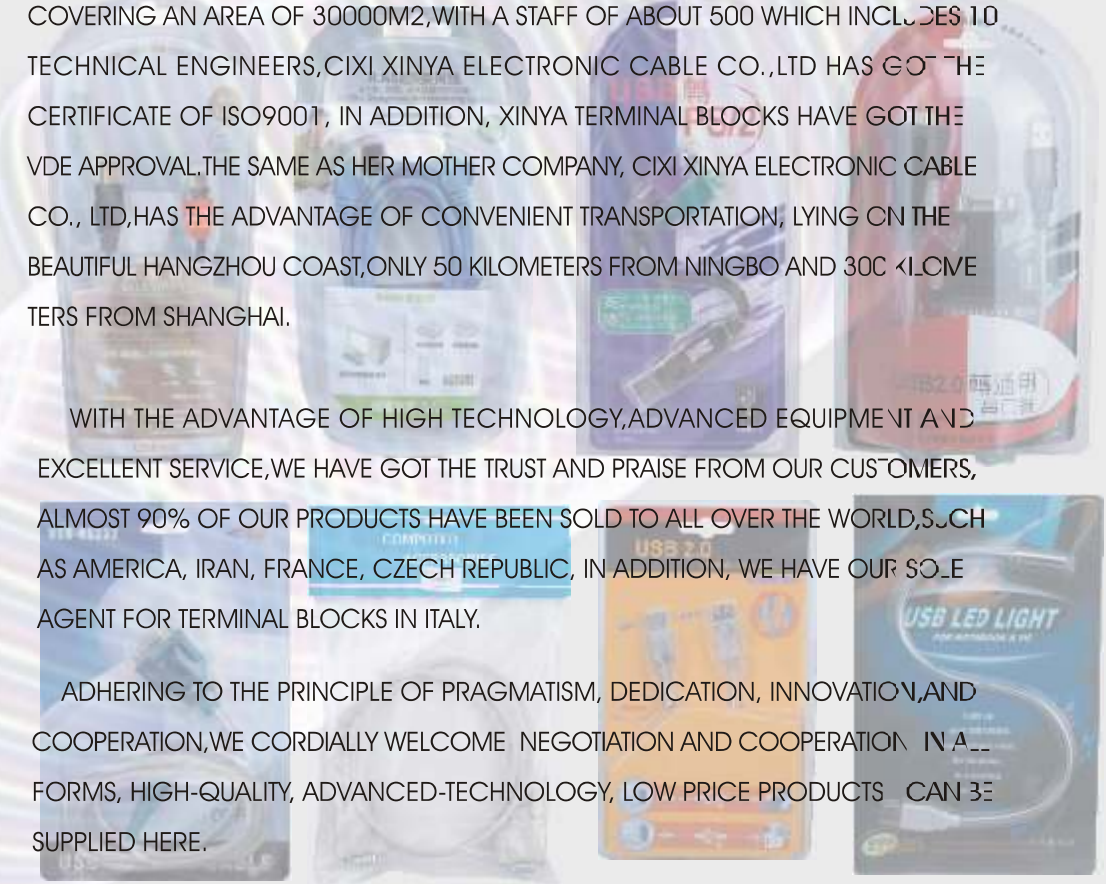 COVERING AN AREA OF 30000M2,WITH A STAFF OF ABOUT 500 WHICH INCLUDES 10
TECHNICAL ENGINEERS,CIXI XINYA ELECTRONIC CABLE CO.,LTD HAS GOT THE
CERTIFICATE OF ISO9001, IN ADDITION, XINYA TERMINAL BLOCKS HAVE GOT THE
VDE APPROVAL.THE SAME AS HER MOTHER COMPANY, CIXI XINYA ELECTRONIC CABLE
CO., LTD,HAS THE ADVANTAGE OF CONVENIENT TRANSPORTATION, LYING ON THE
BEAUTIFUL HANGZHOU COAST,ONLY 50 KILOMETERS FROM NINGBO AND 300 KILOME
TERS FROM SHANGHAI.
WITH THE ADVANTAGE OF HIGH TECHNOLOGY,ADVANCED EQUIPMENT AND
EXCELLENT SERVICE,WE HAVE GOT THE TRUST AND PRAISE FROM OUR CUSTOMERS,
ALMOST 90% OF OUR PRODUCTS HAVE BEEN SOLD TO ALL OVER THE WORLD,SUCH
AS AMERICA, IRAN, FRANCE, CZECH REPUBLIC, IN ADDITION, WE HAVE OUR SOLE
AGENT FOR TERMINAL BLOCKS IN ITALY.
ADHERING TO THE PRINCIPLE OF PRAGMATISM, DEDICATION, INNOVATION,AND
COOPERATION,WE CORDIALLY WELCOME NEGOTIATION AND COOPERATION IN ALL
FORMS, HIGH-QUALITY, ADVANCED-TECHNOLOGY, LOW PRICE PRODUCTS CAN BE
SUPPLIED HERE.
USB 2.0
USB LED LIGHT
FOR NOTEBOOK & PC